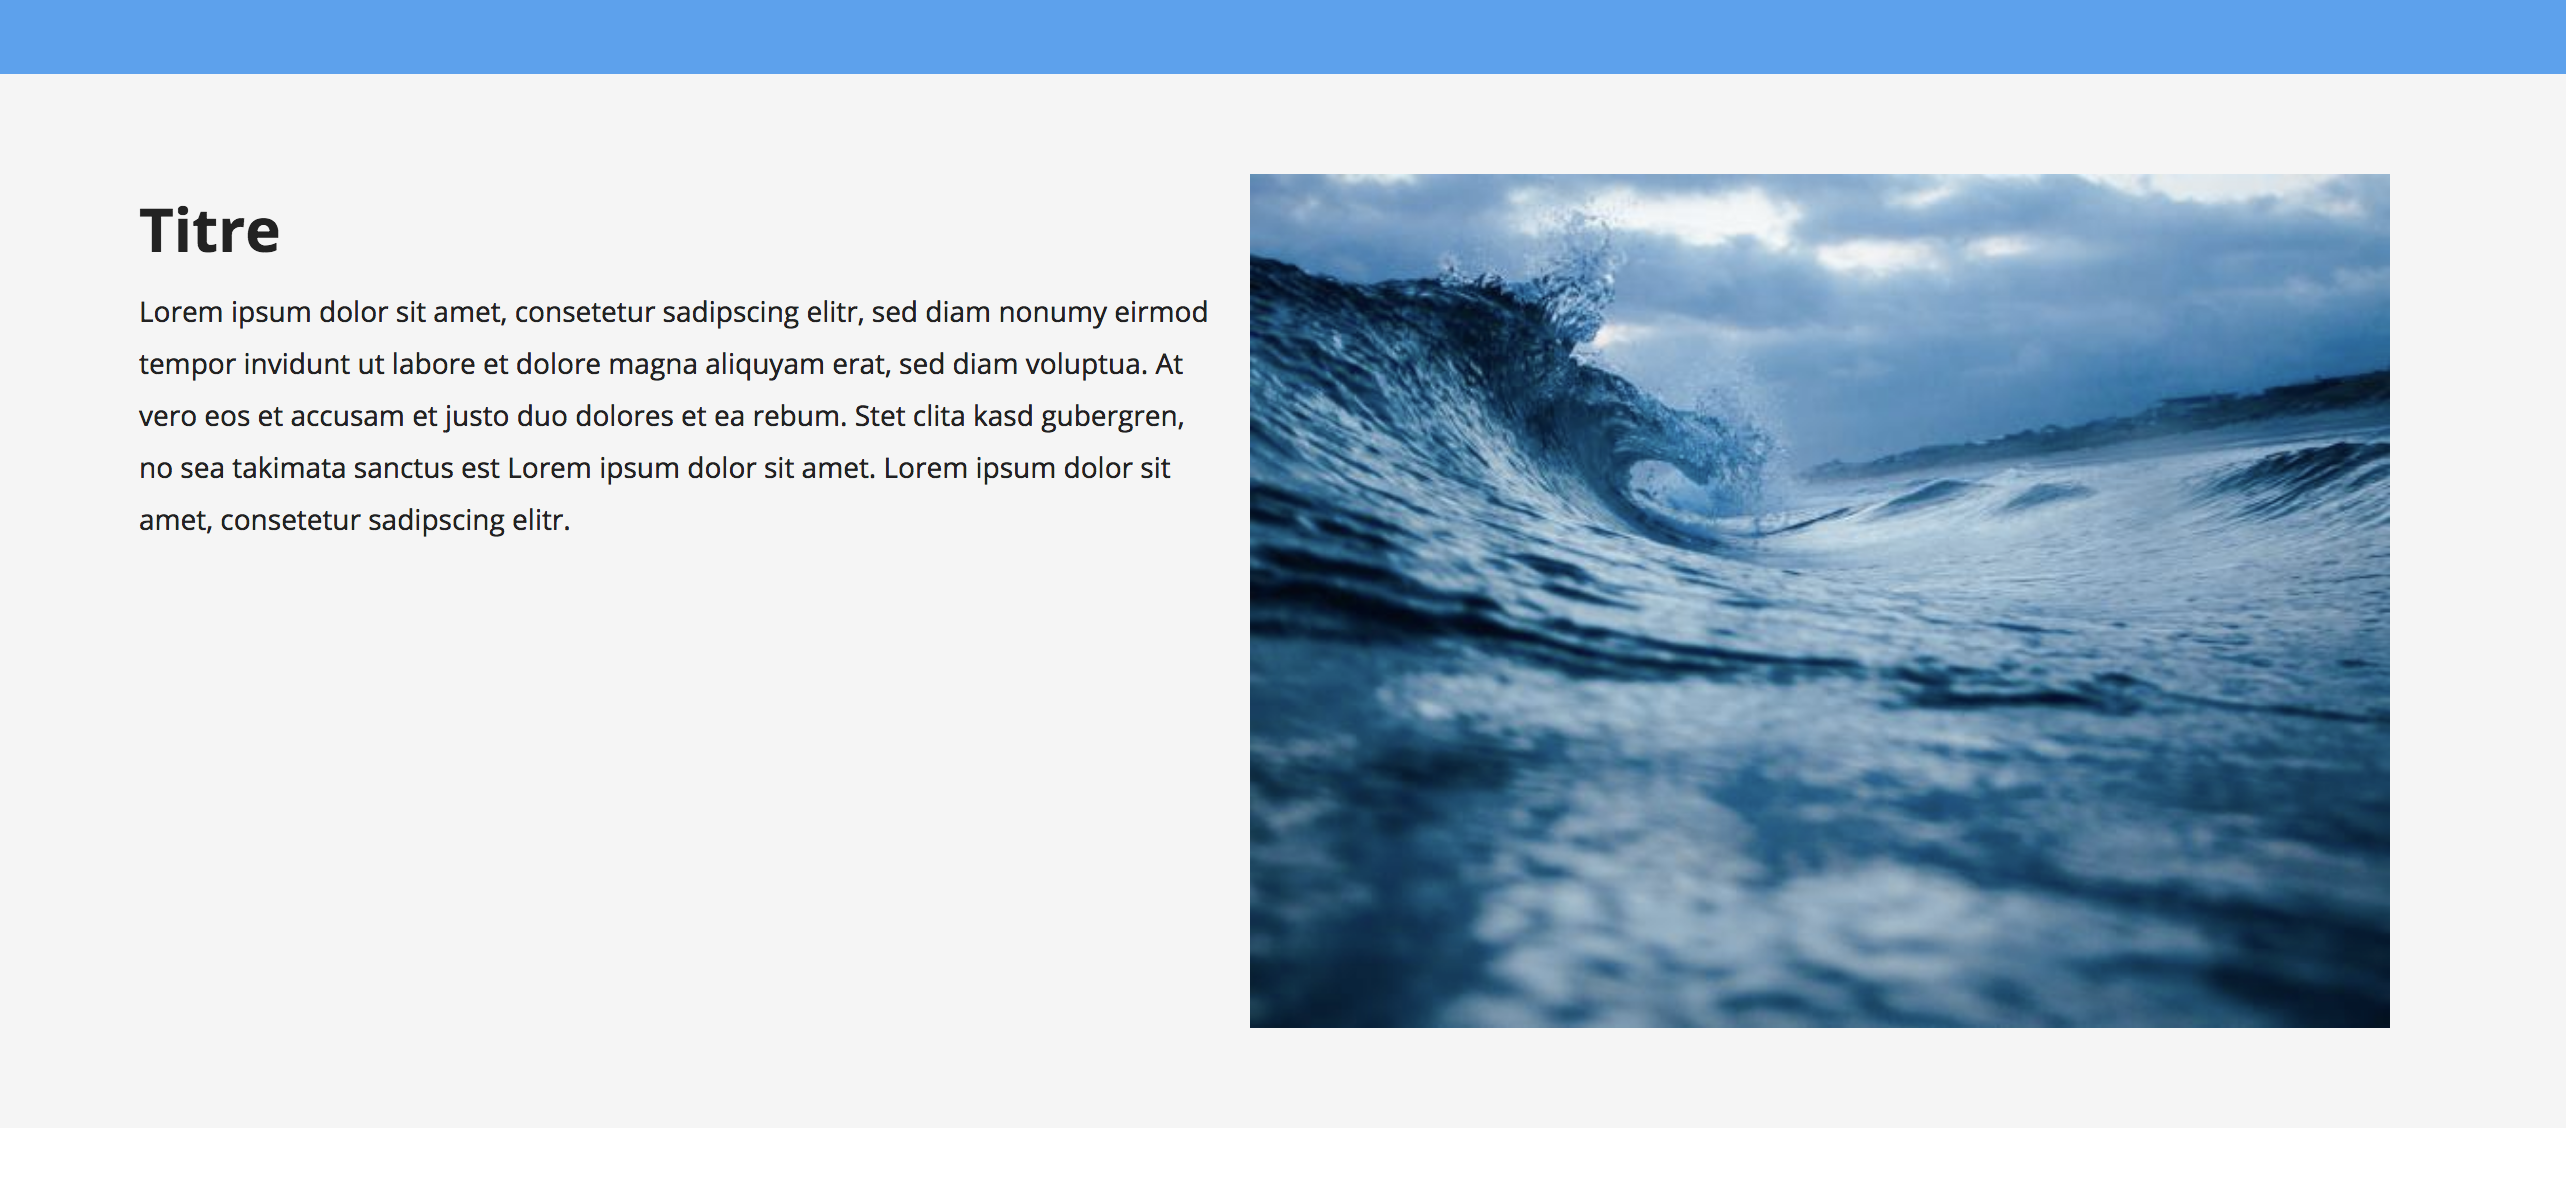 Titre
Lorem ipsum dolor sit amet, consetetur sadipscing elitr, sed diam nonumy eirmod
tempor invidunt ut labore et dolore magna aliquyam erat, sed diam voluptua. At
vero eos et accusam et justo duo dolores et ea rebum. Stet clita kasd gubergren,
no sea takimata sanctus est Lorem ipsum dolor sit amet. Lorem ipsum dolor sit
amet, consetetur sadipscing elitr.